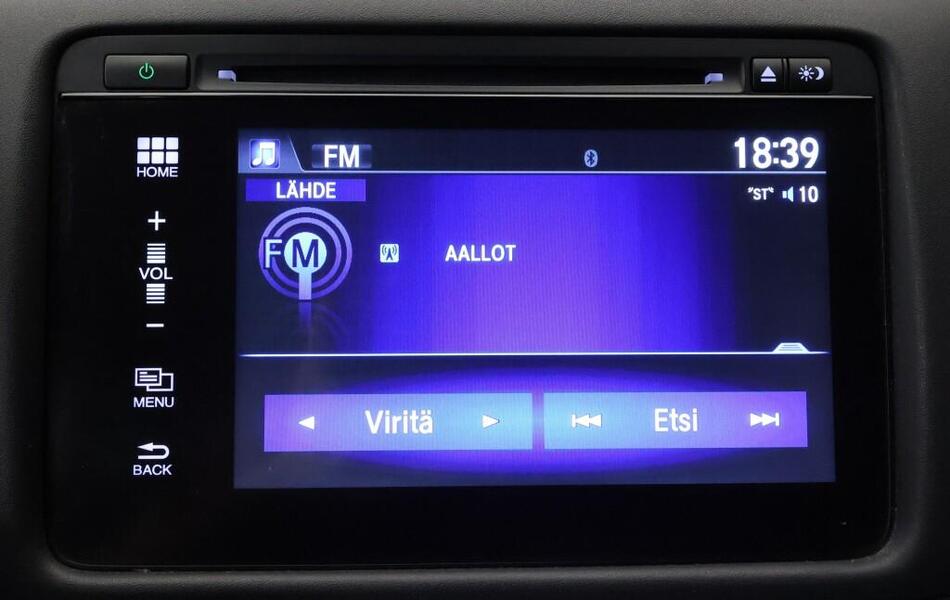 HOME
VOL
MENU
BACK
FM
18:39
LÄHDE
"ST" 10
FM
AALLOT
Viritä
Etsi